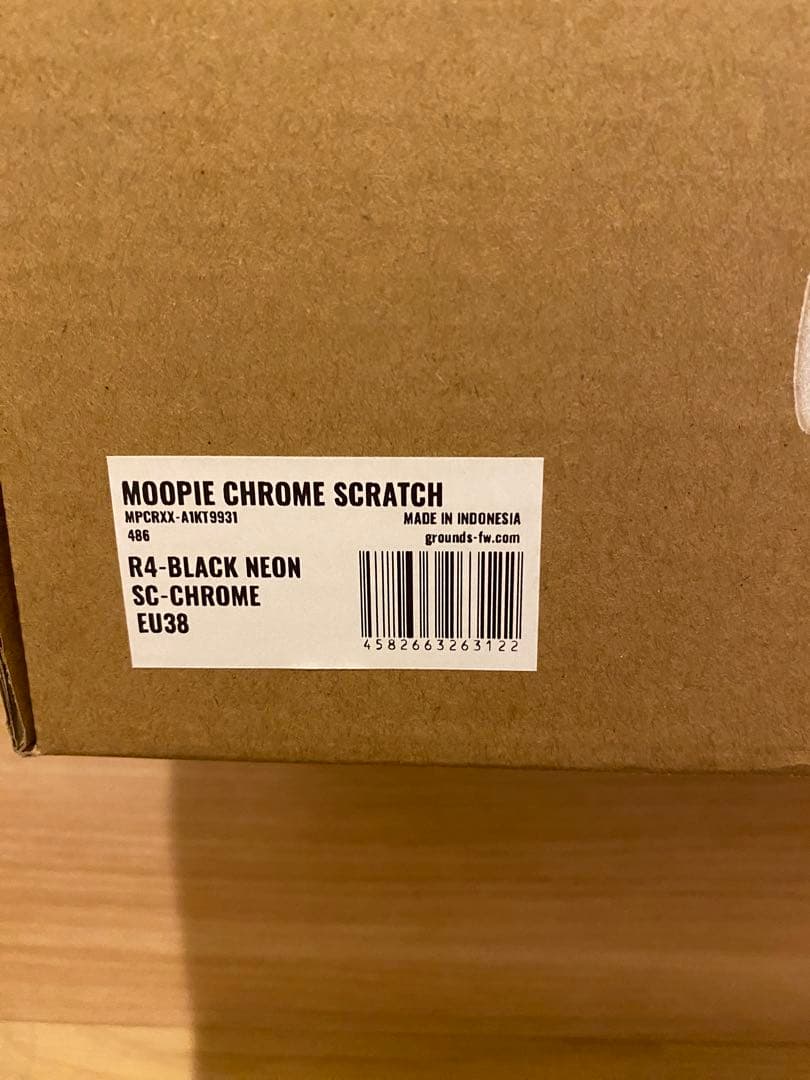 MOOPIE CHROME SCRATCH
MPCRXX-A1KT9931
MADE IN INDONESIA
486
grounds-fw.com
R4-BLACK NEON
SC-CHROME
EU38
4582663263122